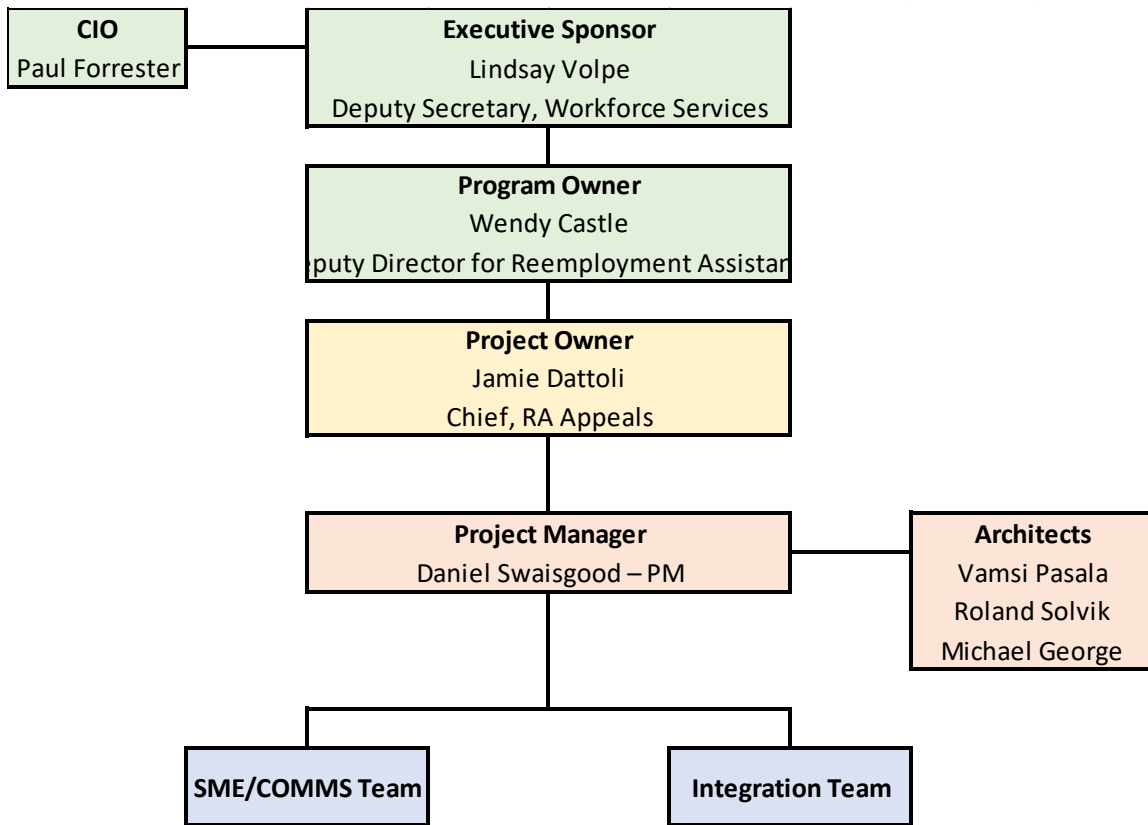 CIO
Paul Forrester
Executive Sponsor
Lindsay Volpe
Deputy Secretary, Workforce Services
Program Owner
Wendy Castle
eputy Director for Reemployment Assistan
Project Owner
Jamie Dattoli
Chief, RA Appeals
Project Manager
Daniel Swaisgood – PM
Architects
Vamsi Pasala
Roland Solvik
Michael George
SME/COMMS Team
Integration Team